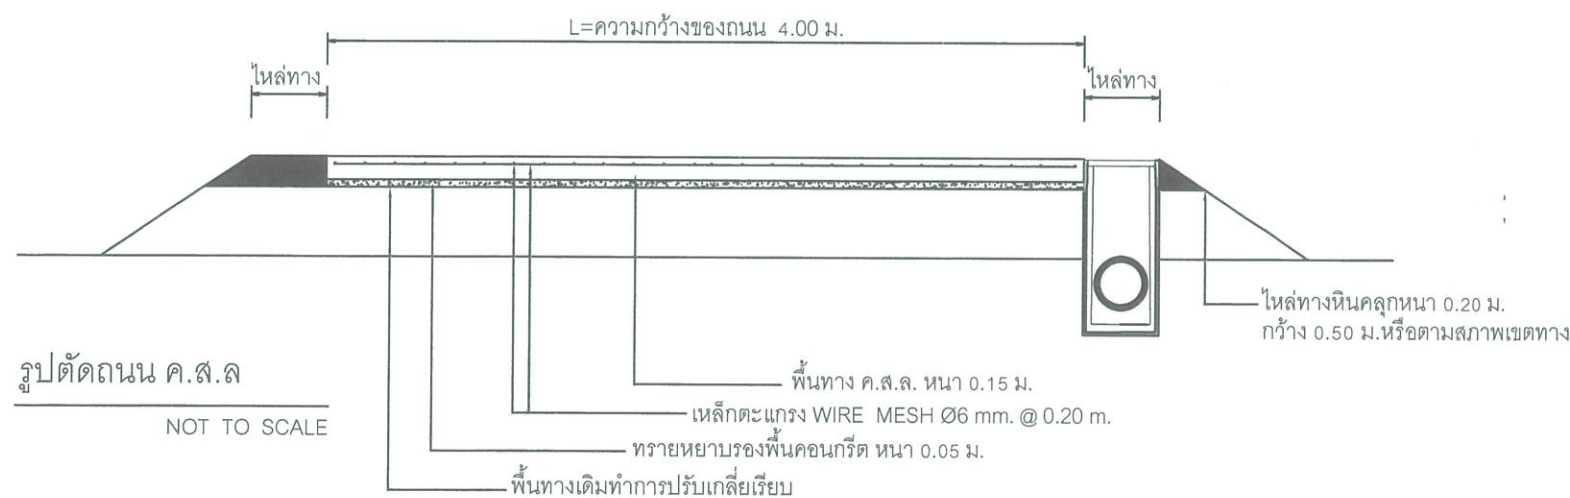 L=ความกว้างของถนน 4.00 ม.
ไหล่ทาง
ไหล่ทาง
ไหล่ทางหินคลุกหนา 0.20 ม.
กว้าง 0.50 ม.หรือตามสภาพเขตทาง
รูปตัดถนน ค.ส.ล
NOT TO SCALE
พื้นทาง ค.ส.ล. หนา 0.15 ม.
เหล็กตะแกรง WIRE MESH Ø6 mm. @ 0.20 m.
ทรายหยาบรองพื้นคอนกรีต หนา 0.05 ม.
พื้นทางเดิมทำการปรับเกลี่ยเรียบ